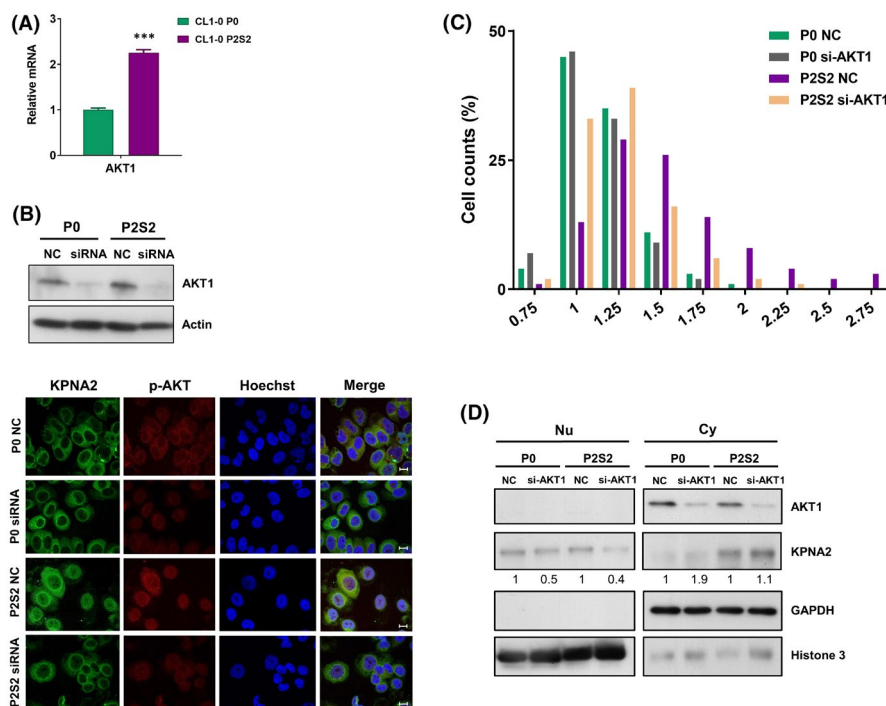 (A)
CL1-0 P0
CL1-0 P2S2
Relative mRNA
3
2
1
0
***
AKT1
(B)
P0 P2S2
NC siRNA NC siRNA
AKT1
Actin
KPNA2 p-AKT Hoechst Merge
P0 NC
P0 siRNA
P2S2 NC
P2S2 siRNA
(C)
P0 NC
P0 si-AKT1
P2S2 NC
P2S2 si-AKT1
Cell counts (%)
50
25
0
0.75 1 1.25 1.5 1.75 2 2.25 2.5 2.75
(D)
Nu Cy
P0 P2S2 P0 P2S2
NC si-AKT1 NC si-AKT1 NC si-AKT1 NC si-AKT1
AKT1
KPNA2
1 0.5 1 0.4 1 1.9 1 1.1
GAPDH
Histone 3